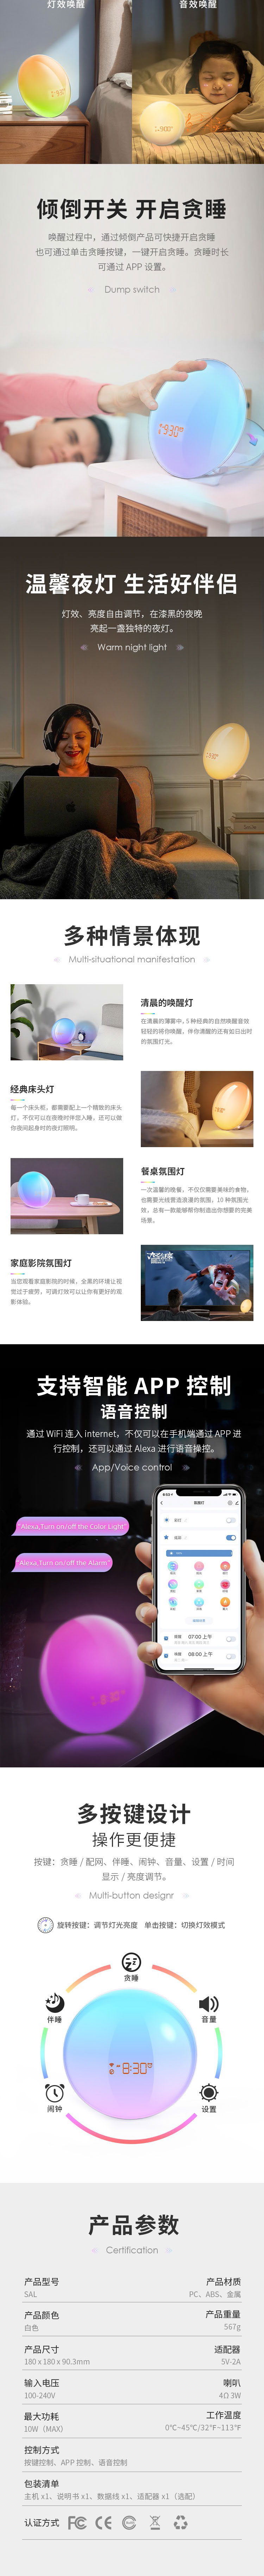 灯效唤醒
音效唤醒
倾倒开关 开启贪睡
唤醒过程中，通过倾倒产品可快捷开启贪睡
也可通过单击贪睡按键，一键开启贪睡。贪睡时长
可通过 APP 设置。
Dump switch
9:30
温馨夜灯 生活好伴侣
灯效、亮度自由调节，在漆黑的夜晚
亮起一盏独特的夜灯。
Warm night light
多种情景体现
Multi-situational manifestation
清晨的唤醒灯
在清晨的薄雾中，5 种经典的自然唤醒音效
轻轻的将你唤醒，伴你清醒的还有如日出时
的氛围灯光。
经典床头灯
每一个床头柜，都需要配上一个精致的床头
灯，不仅可以在夜晚时伴您入睡，还可以做
你夜间起身时的夜灯照明。
餐桌氛围灯
一次温馨的晚餐，不仅仅需要美味的食物，
也需要光线营造浪漫的氛围，10 种氛围光
效，总有一款能够帮你制造出你想要的完美
场景。
家庭影院氛围灯
当您观看家庭影院的时候，全黑的环境让视
觉过于疲劳，可调灯效可以让你有更好的观
影体验。
支持智能 APP 控制
语音控制
通过 WiFi 连入 Internet，不仅可以在手机端通过 APP 进
行控制，还可以通过 Alexa 进行语音操控。
App/Voice control
"Alexa,Turn on/off the Color Light"
"Alexa,Turn on/off the Alarm"
07:00 上午
08:00 上午
多按键设计
操作更便捷
按键：贪睡 / 配网、伴睡、闹钟、音量、设置 / 时间
显示 / 亮度调节。
Multi-button designr
旋转按键：调节灯光亮度 单击按键：切换灯效模式
贪睡
伴睡
音量
8:30
闹钟
设置
产品参数
Certification
产品型号
SAL
产品材质
PC、ABS、金属
产品颜色
白色
产品重量
567g
产品尺寸
180 x 180 x 90.3mm
适配器
5V-2A
输入电压
100-240V
喇叭
4Ω 3W
最大功耗
10W（MAX）
工作温度
0℃~45℃/32℉~113℉
控制方式
按键控制、APP 控制、语音控制
包装清单
主机 x1、说明书 x1、数据线 x1、适配器 x1（选配）
认证方式 FC CE